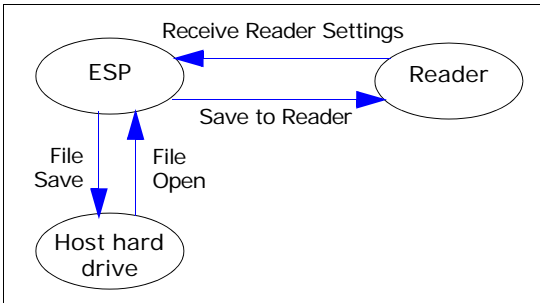 Receive Reader Settings
ESP
Reader
Save to Reader
File
Save
File
Open
Host hard
drive